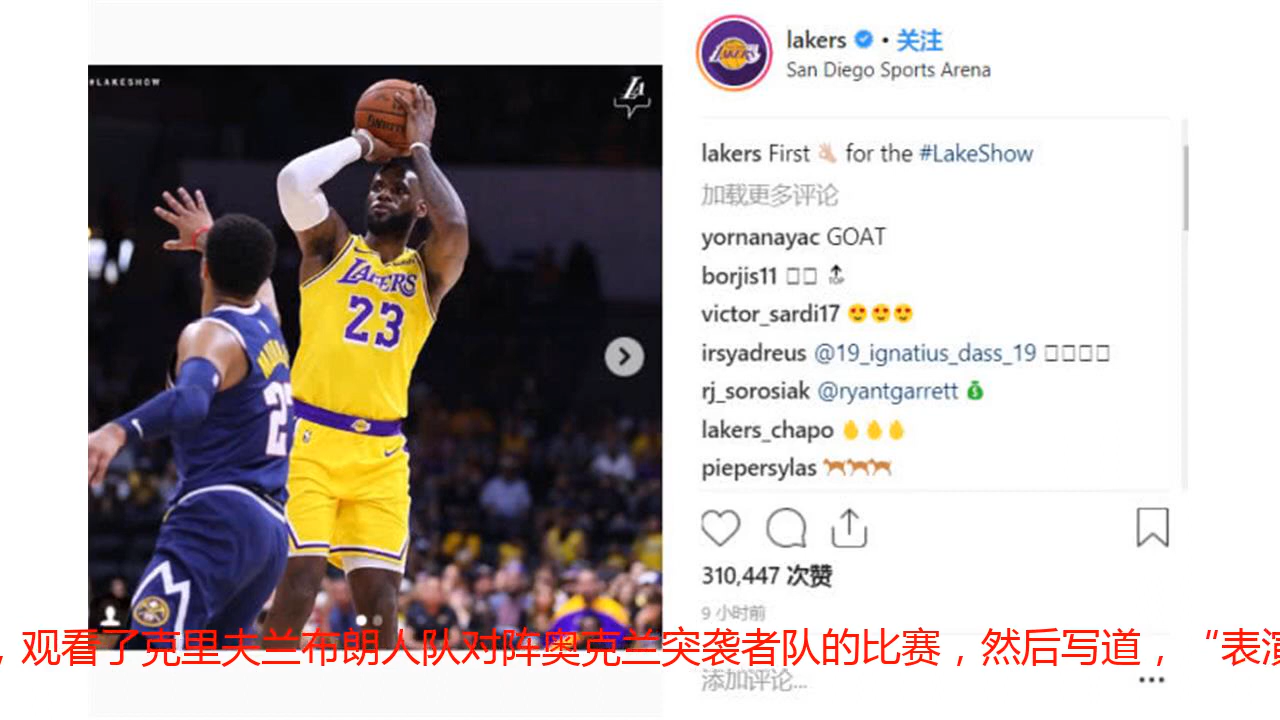 #LAKESHOW
LA
LAKERS
23
lakers • 关注
San Diego Sports Arena
lakers First 👌🏻 for the #LakeShow
加载更多评论
yornanayac GOAT
borjis11 🔝
victor_sardi17 😍😍😍
irsyadreus @19_ignatius_dass_19
rj_sorosiak @ryantgarrett 💰
lakers_chapo
piepersylas 🐕🐕🐕
310,447 次赞
9 小时前
，观看了克里夫兰布朗人队对阵奥克兰突袭者队的比赛，然后写道，“表演
添加评论...